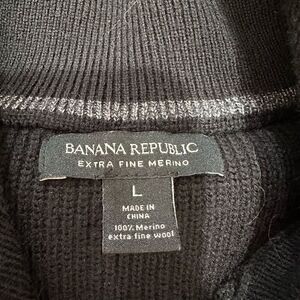 BANANA REPUBLIC
EXTRA FINE MERINO
L
MADE IN
CHINA
100% Merino
extra fine wool